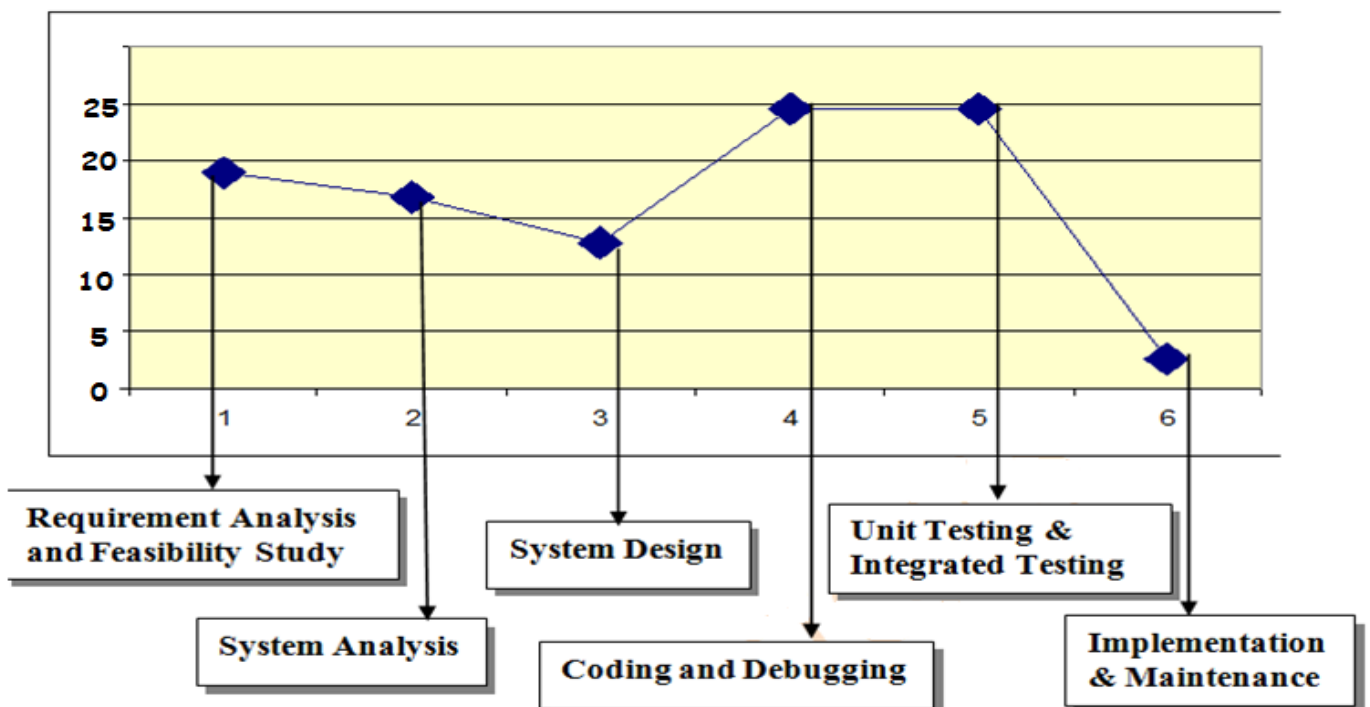 25
20
15
10
5
0
1 2 3 4 5 6
Requirement Analysis
and Feasibility Study
System Design
Unit Testing &
Integrated Testing
System Analysis
Coding and Debugging
Implementation
& Maintenance